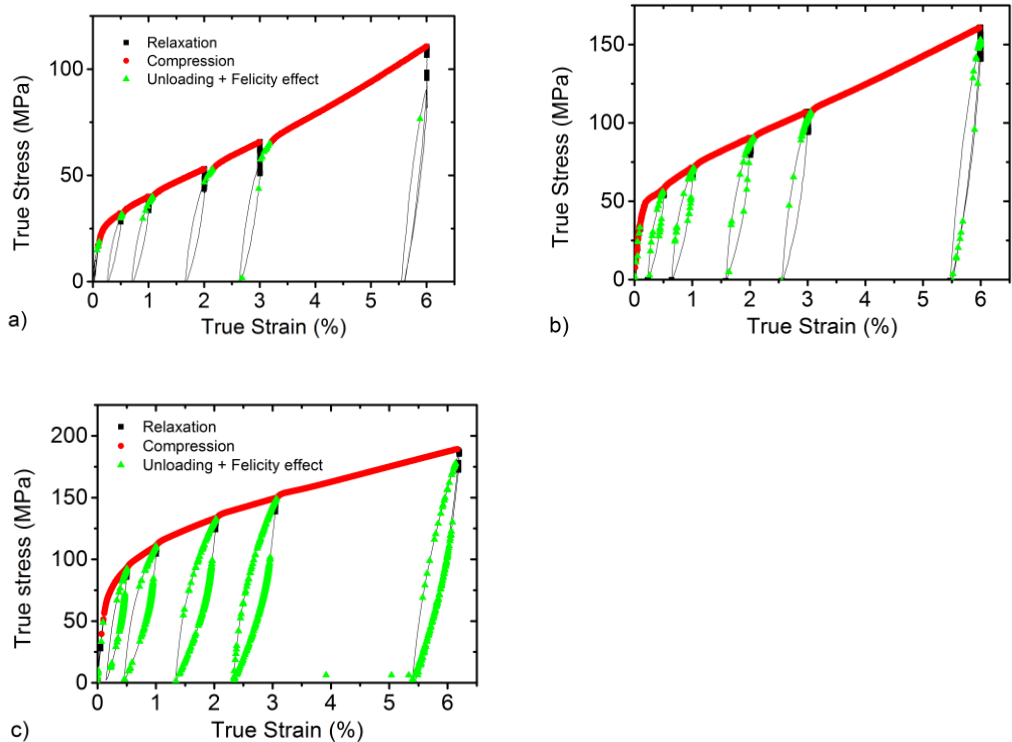 True Stress (MPa)
100
50
0
Relaxation
Compression
Unloading + Felicity effect
0 1 2 3 4 5 6
True Strain (%)
a)
True Stress (MPa)
150
100
50
0
0 1 2 3 4 5 6
True Strain (%)
b)
True stress (MPa)
200
150
100
50
0
Relaxation
Compression
Unloading + Felicity effect
0 1 2 3 4 5 6
True Strain (%)
c)